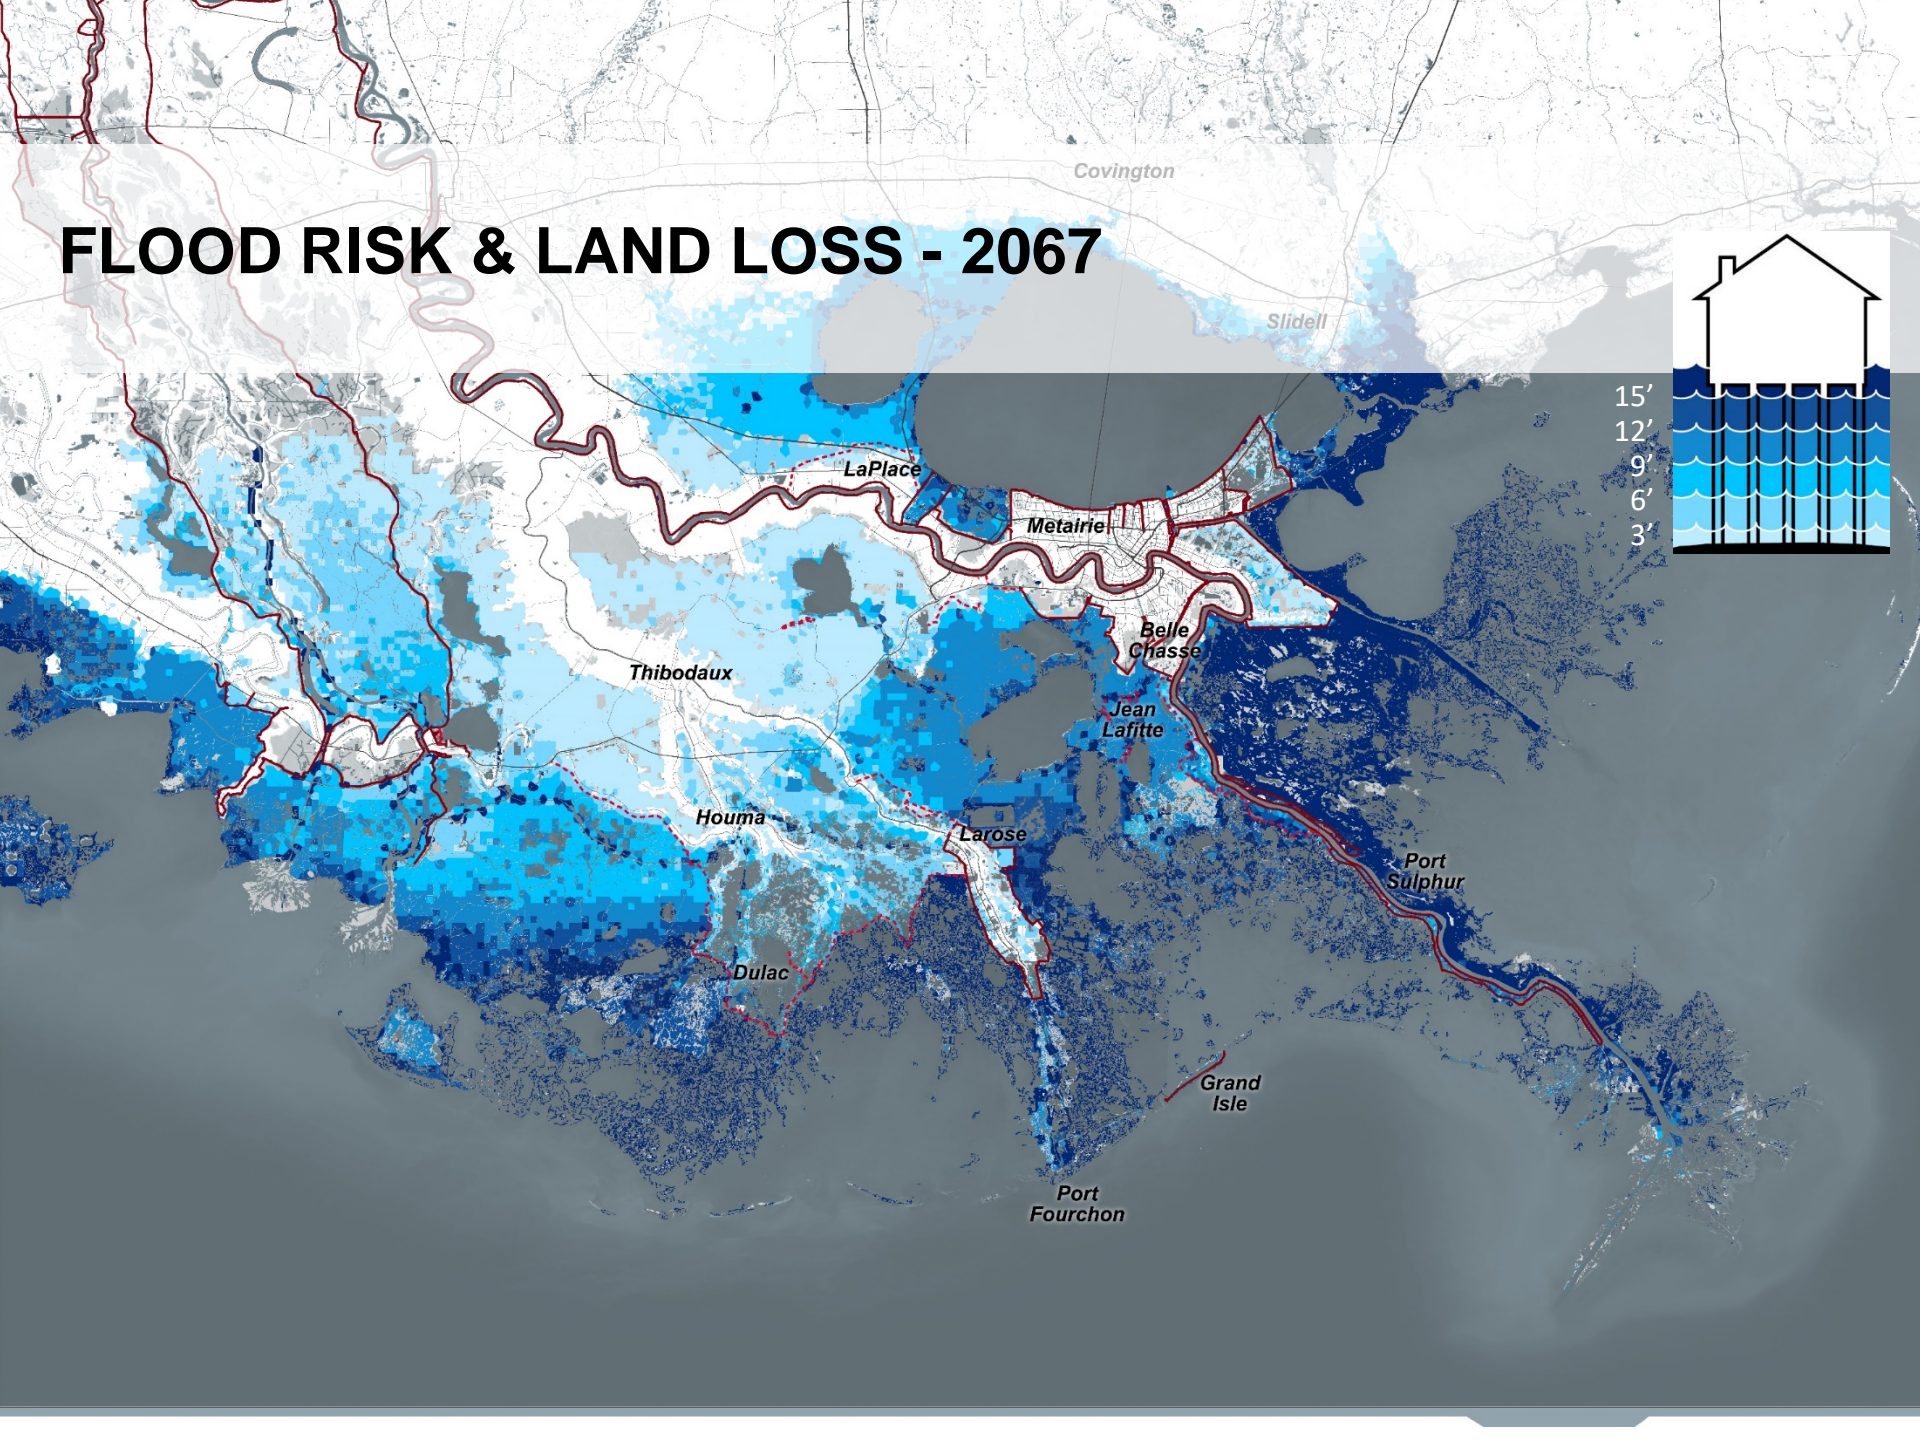 Covington
FLOOD RISK & LAND LOSS - 2067
Slidell
15’
12’
9’
6’
3’
LaPlace
Metairie
Belle
Chasse
Thibodaux
Jean
Lafitte
Houma
Larose
Port
Sulphur
Dulac
Grand
Isle
Port
Fourchon